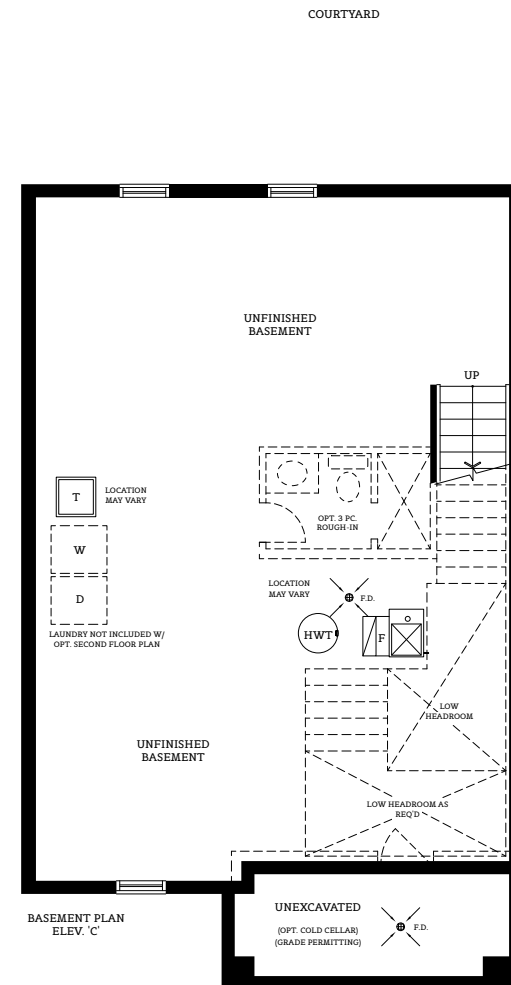 COURTYARD
UNFINISHED
BASEMENT
UP
T
LOCATION
MAY VARY
W
D
LAUNDRY NOT INCLUDED W/
OPT. SECOND FLOOR PLAN
OPT. 3 PC.
ROUGH-IN
LOCATION
MAY VARY
F.D.
HWT
F
LOW
HEADROOM
UNFINISHED
BASEMENT
LOW HEADROOM AS
REQ'D
BASEMENT PLAN
ELEV. 'C'
UNEXCAVATED
(OPT. COLD CELLAR)
(GRADE PERMITTING)
F.D.